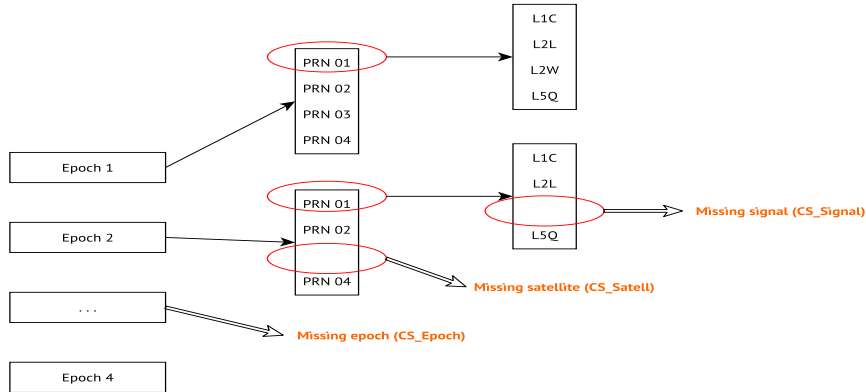 L1C
L2L
L2W
L5Q
PRN 01
PRN 02
PRN 03
PRN 04
Epoch 1
L1C
L2L
L5Q
Missing signal (CS_Signal)
PRN 01
PRN 02
PRN 04
Epoch 2
Missing satellite (CS_Satell)
. . .
Missing epoch (CS_Epoch)
Epoch 4